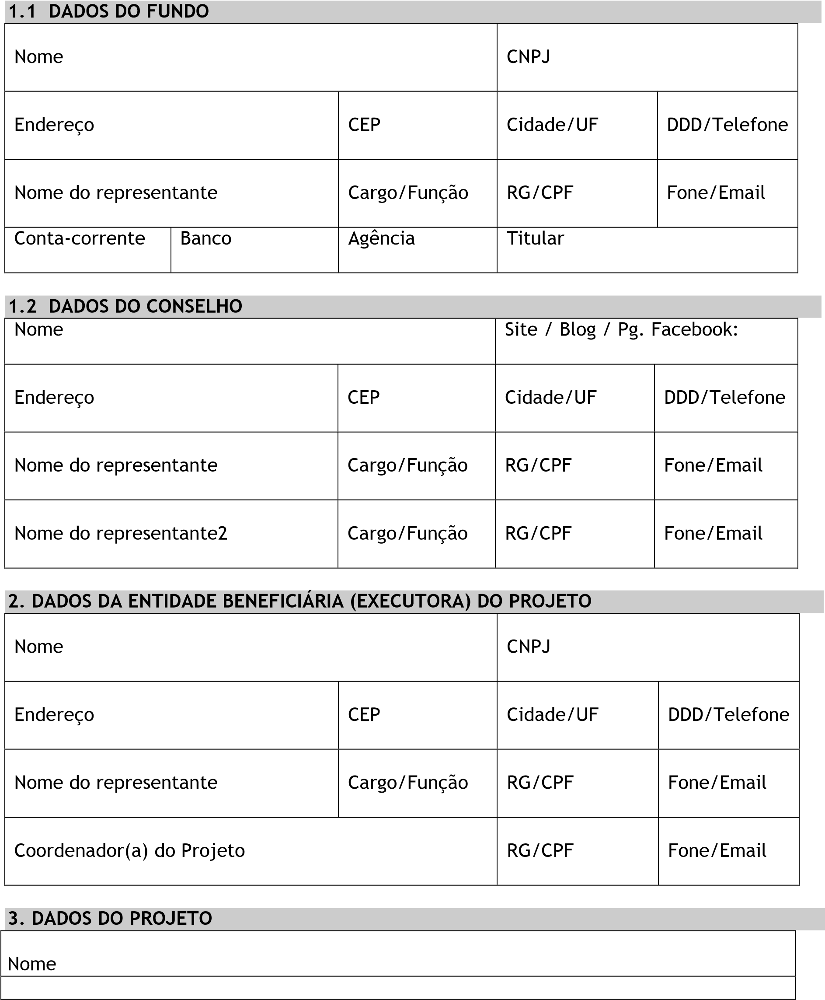 1.1 DADOS DO FUNDO
Nome CNPJ
Endereço CEP Cidade/UF DDD/Telefone
Nome do representante Cargo/Função RG/CPF Fone/Email
Conta-corrente Banco Agência Titular
1.2 DADOS DO CONSELHO
Nome Site / Blog / Pg. Facebook:
Endereço CEP Cidade/UF DDD/Telefone
Nome do representante Cargo/Função RG/CPF Fone/Email
Nome do representante2 Cargo/Função RG/CPF Fone/Email
2. DADOS DA ENTIDADE BENEFICIÁRIA (EXECUTORA) DO PROJETO
Nome CNPJ
Endereço CEP Cidade/UF DDD/Telefone
Nome do representante Cargo/Função RG/CPF Fone/Email
Coordenador(a) do Projeto RG/CPF Fone/Email
3. DADOS DO PROJETO
Nome